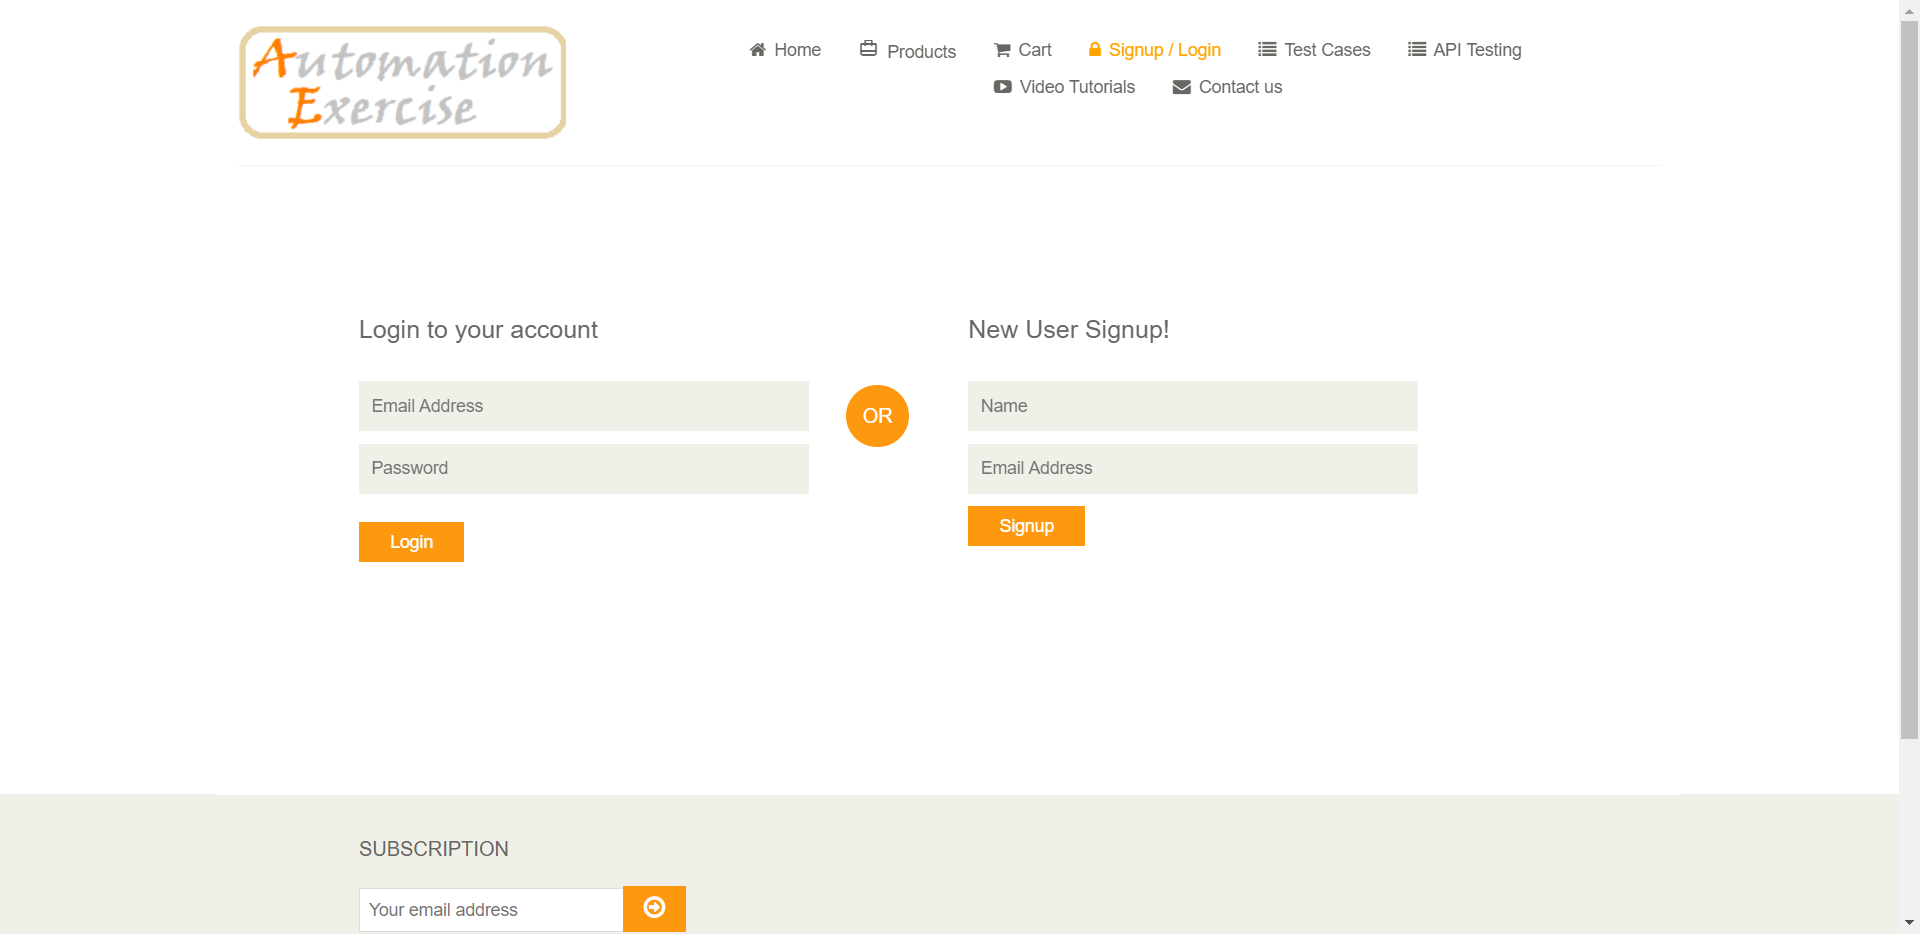 Automation
Exercise
Home
Products
Cart
Signup / Login
Test Cases
API Testing
Video Tutorials
Contact us
Login to your account
Email Address
Password
Login
OR
New User Signup!
Name
Email Address
Signup
SUBSCRIPTION
Your email address